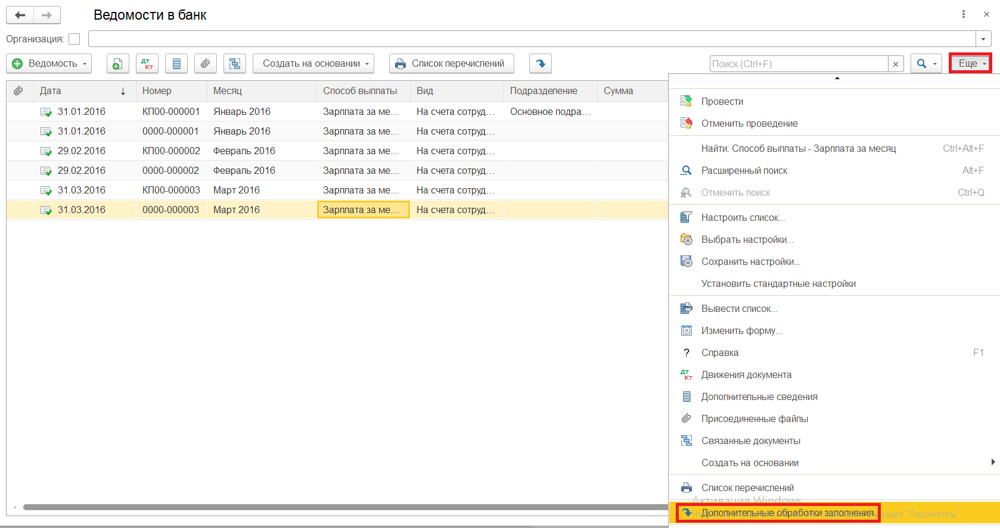 Ведомости в банк
Организация:
Ведомость
Дт Кт
Создать на основании
Список перечислений
Поиск (Ctrl+F)
Еще
Дата Номер Месяц Способ выплаты Вид Подразделение Сумма
31.01.2016 КП00-000001 Январь 2016 Зарплата за ме... На счета сотруд... Основное подра...
31.01.2016 0000-000001 Январь 2016 Зарплата за ме... На счета сотруд...
29.02.2016 КП00-000002 Февраль 2016 Зарплата за ме... На счета сотруд...
29.02.2016 0000-000002 Февраль 2016 Зарплата за ме... На счета сотруд...
31.03.2016 КП00-000003 Март 2016 Зарплата за ме... На счета сотруд...
31.03.2016 0000-000003 Март 2016 Зарплата за ме... На счета сотруд...
Провести
Отменить проведение
Найти: Способ выплаты - Зарплата за месяц Ctrl+Alt+F
Расширенный поиск Alt+F
Отменить поиск Ctrl+Q
Настроить список...
Выбрать настройки...
Сохранить настройки...
Установить стандартные настройки
Вывести список...
Изменить форму...
? Справка F1
Дт Кт Движения документа
Дополнительные сведения
Присоединенные файлы
Связанные документы
Создать на основании
Список перечислений
Активация Windows
Дополнительные обработки заполнения...
раздел "Параметры".